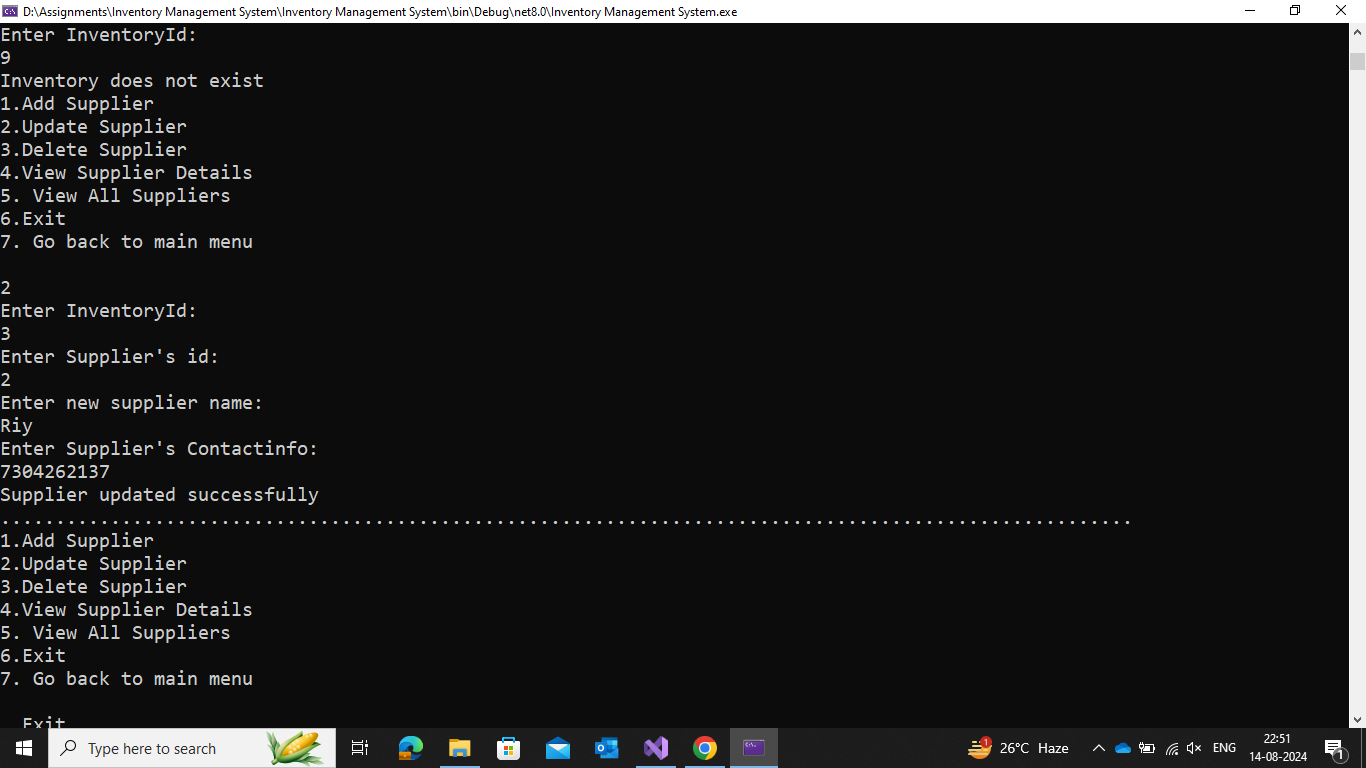 D:\Assignments\Inventory Management System\Inventory Management System\bin\Debug\net8.0\Inventory Management System.exe
Enter InventoryId:
9
Inventory does not exist
1.Add Supplier
2.Update Supplier
3.Delete Supplier
4.View Supplier Details
5. View All Suppliers
6.Exit
7. Go back to main menu
2
Enter InventoryId:
3
Enter Supplier's id:
2
Enter new supplier name:
Riy
Enter Supplier's Contactinfo:
7304262137
Supplier updated successfully
.......................................................................................................
1.Add Supplier
2.Update Supplier
3.Delete Supplier
4.View Supplier Details
5. View All Suppliers
6.Exit
7. Go back to main menu
Exit
Type here to search
1
26°C Haze
ENG
22:51
14-08-2024
1